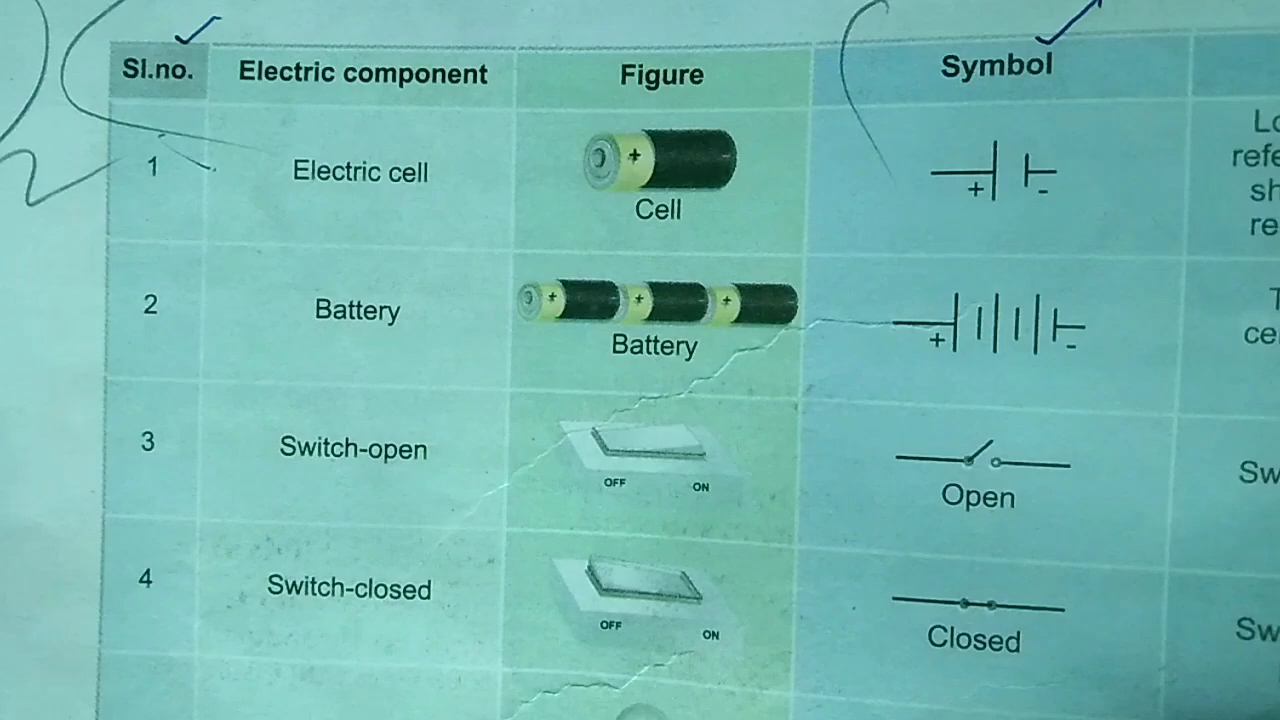 Sl.no. Electric component Figure Symbol
1 Electric cell + + -
Cell
2 Battery + + + + -
Battery
3 Switch-open OFF ON
Open
4 Switch-closed OFF ON
Closed